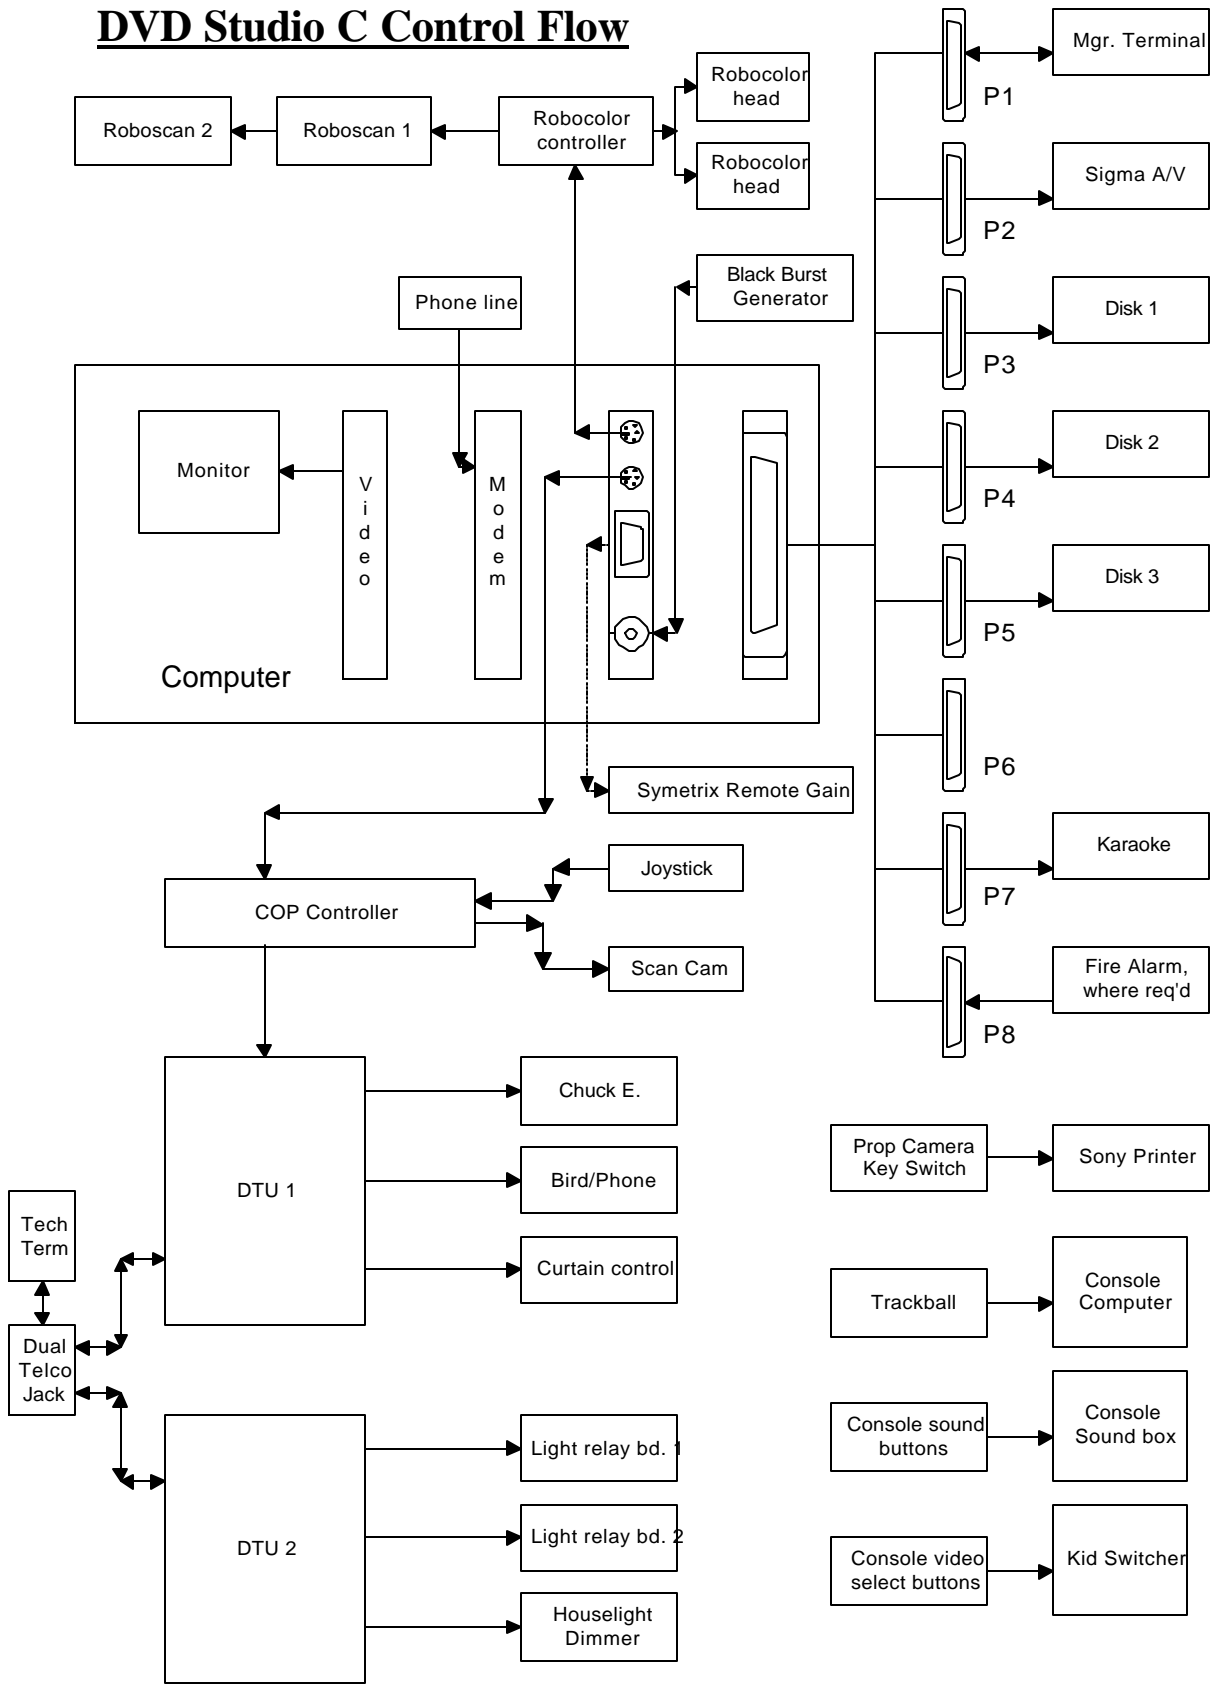 DVD Studio C Control Flow
Mgr. Terminal
P1
Robocolor
head
Roboscan 2
Roboscan 1
Robocolor
controller
Robocolor
head
Sigma A/V
P2
Black Burst
Generator
Phone line
Disk 1
P3
Monitor
Video
Modem
Computer
Disk 2
P4
Disk 3
P5
P6
Symetrix Remote Gain
Karaoke
P7
Joystick
COP Controller
Scan Cam
Fire Alarm,
where req'd
P8
Chuck E.
Bird/Phone
DTU 1
Curtain control
Tech
Term
Dual
Telco
Jack
Prop Camera
Key Switch
Sony Printer
Trackball
Console
Computer
Console sound
buttons
Console
Sound box
Light relay bd. 1
Light relay bd. 2
DTU 2
Houselight
Dimmer
Console video
select buttons
Kid Switcher